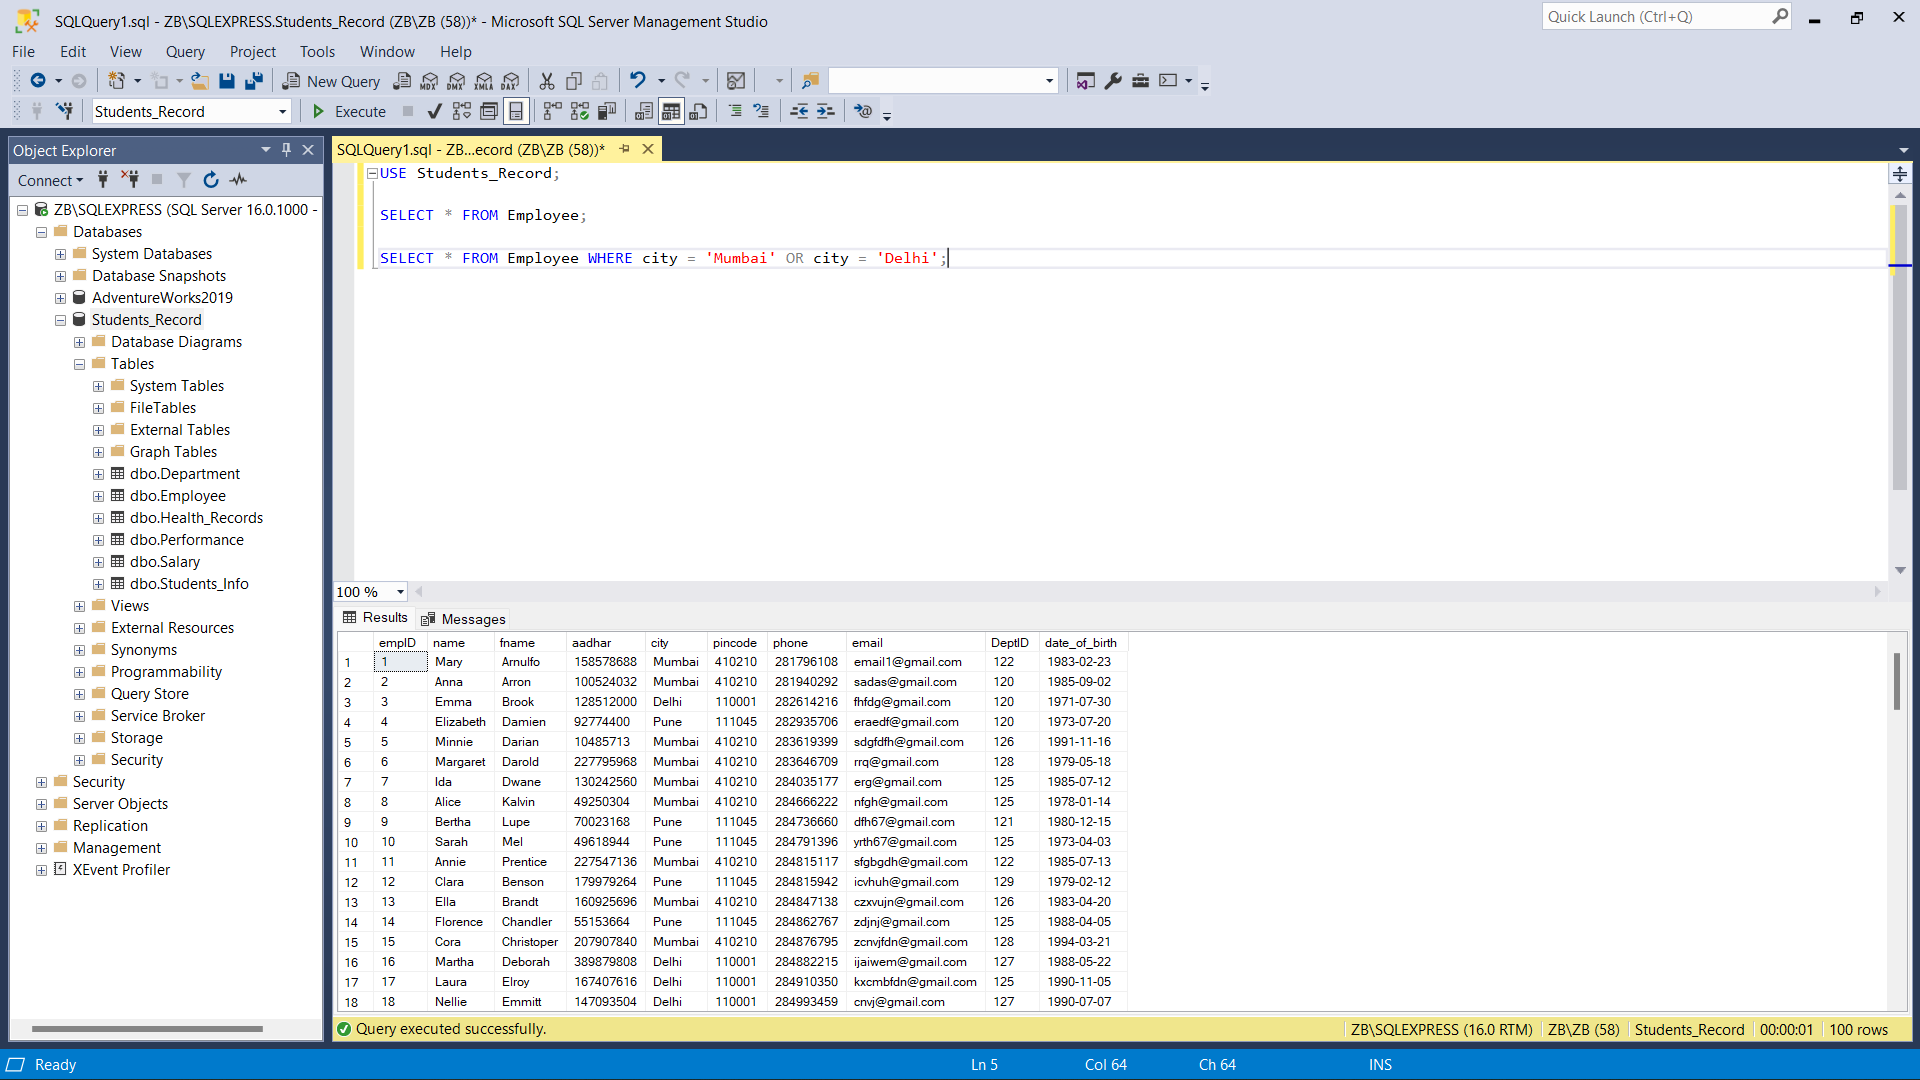 SQLQuery1.sql - ZB\SQLEXPRESS.Students_Record (ZB\ZB (58))* - Microsoft SQL Server Management Studio
Quick Launch (Ctrl+Q)
File Edit View Query Project Tools Window Help
New Query MDX DMX XMLA DAX
Students_Record Execute
Object Explorer
SQLQuery1.sql - ZB...ecord (ZB\ZB (58))*
Connect
ZB\SQLEXPRESS (SQL Server 16.0.1000 -
Databases
System Databases
Database Snapshots
AdventureWorks2019
Students_Record
Database Diagrams
Tables
System Tables
FileTables
External Tables
Graph Tables
dbo.Department
dbo.Employee
dbo.Health_Records
dbo.Performance
dbo.Salary
dbo.Students_Info
Views
External Resources
Synonyms
Programmability
Query Store
Service Broker
Storage
Security
Security
Server Objects
Replication
Management
XEvent Profiler
USE Students_Record;
SELECT * FROM Employee;
SELECT * FROM Employee WHERE city = 'Mumbai' OR city = 'Delhi';
100 %
Results Messages
empID name fname aadhar city pincode phone email DeptID date_of_birth
1 1 Mary Arnulfo 158578688 Mumbai 410210 281796108 email1@gmail.com 122 1983-02-23
2 2 Anna Arron 100524032 Mumbai 410210 281940292 sadas@gmail.com 120 1985-09-02
3 3 Emma Brook 128512000 Delhi 110001 282614216 fhfdg@gmail.com 120 1971-07-30
4 4 Elizabeth Damien 92774400 Pune 111045 282935706 eraedf@gmail.com 120 1973-07-20
5 5 Minnie Darian 10485713 Mumbai 410210 283619399 sdgfdfh@gmail.com 126 1991-11-16
6 6 Margaret Darold 227795968 Mumbai 410210 283646709 rrq@gmail.com 128 1979-05-18
7 7 Ida Dwane 130242560 Mumbai 410210 284035177 erg@gmail.com 125 1985-07-12
8 8 Alice Kalvin 49250304 Mumbai 410210 284666222 nfgh@gmail.com 125 1978-01-14
9 9 Bertha Lupe 70023168 Pune 111045 284736660 dfh67@gmail.com 121 1980-12-15
10 10 Sarah Mel 49618944 Pune 111045 284791396 yrth67@gmail.com 125 1973-04-03
11 11 Annie Prentice 227547136 Mumbai 410210 284815117 sfgbgdh@gmail.com 122 1985-07-13
12 12 Clara Benson 179979264 Pune 111045 284815942 icvhuh@gmail.com 129 1979-02-12
13 13 Ella Brandt 160925696 Mumbai 410210 284847138 czxvujn@gmail.com 126 1983-04-20
14 14 Florence Chandler 55153664 Pune 111045 284862767 zdjnj@gmail.com 125 1988-04-05
15 15 Cora Christoper 207907840 Mumbai 410210 284876795 zcnvjfdn@gmail.com 128 1994-03-21
16 16 Martha Deborah 389879808 Delhi 110001 284882215 ijaiwem@gmail.com 127 1988-05-22
17 17 Laura Elroy 167407616 Delhi 110001 284910350 kxcmbfdn@gmail.com 125 1990-11-05
18 18 Nellie Emmitt 147093504 Delhi 110001 284993459 cnvj@gmail.com 127 1990-07-07
Query executed successfully. ZB\SQLEXPRESS (16.0 RTM) ZB\ZB (58) Students_Record 00:00:01 100 rows
Ready Ln 5 Col 64 Ch 64 INS